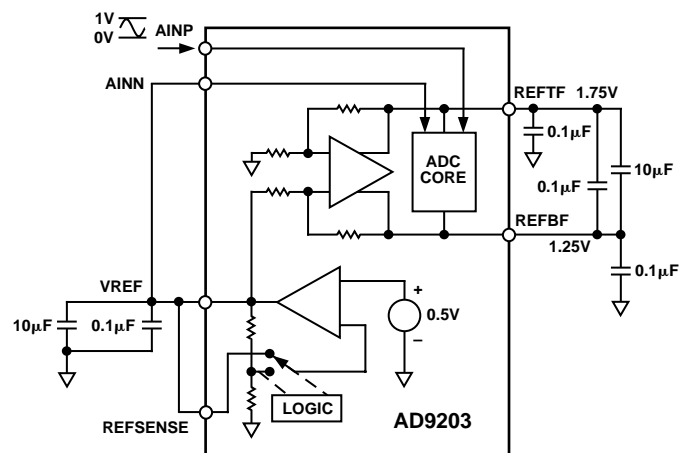 1V
0V
AINP
AINN
REFTF 1.75V
0.1μF
ADC
CORE
0.1μF
10μF
REFBF
1.25V
VREF
+
0.5V
–
0.1μF
10μF
0.1μF
LOGIC
REFSENSE
AD9203